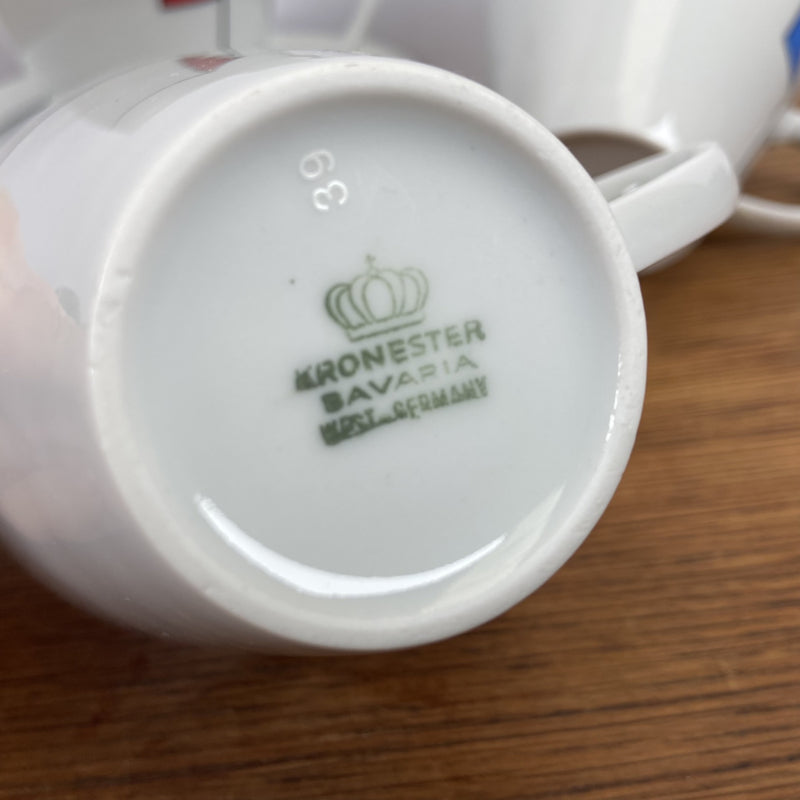 39
KRONESTER
BAVARIA
WEST-GERMANY